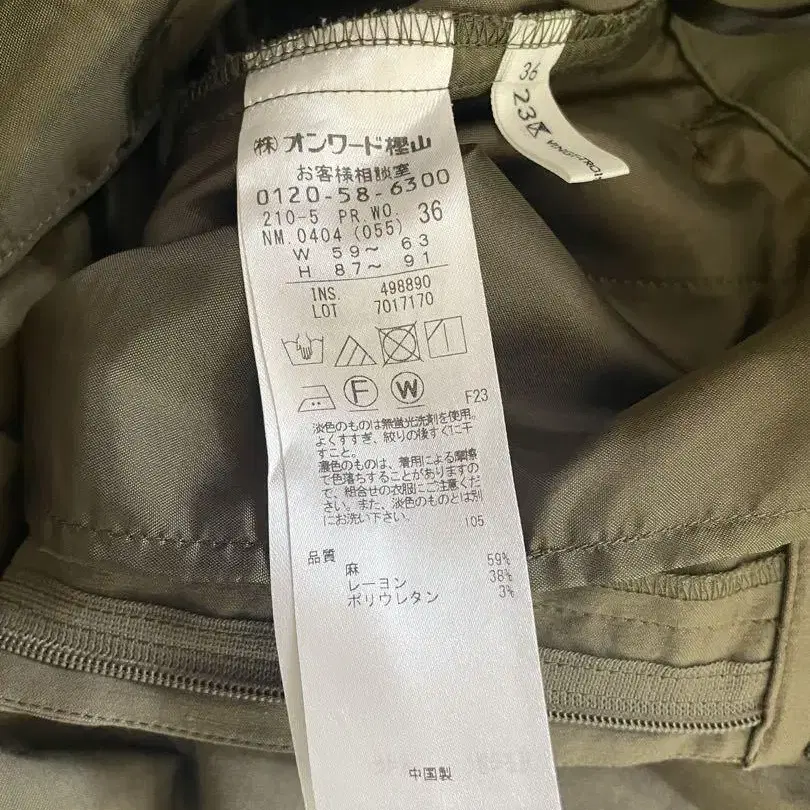 36
23区
㈱オンワード樫山
お客様相談室
0120-58-6300
210-5 PR.WO. 36
NM.0404 (055)
W 59～ 63
H 87～ 91
INS. 498890
LOT 7017170
F W
F23
淡色のものは無蛍光洗剤を使用。
よくすすぎ、絞りの後すぐに干
すこと。
濃色のものは、着用による摩擦
で色落ちすることがありますの
で、組合せの衣服にご注意くだ
さい。また、淡色のものとは別
にお洗い下さい。
105
品質
麻 59%
レーヨン 38%
ポリウレタン 3%
中国製